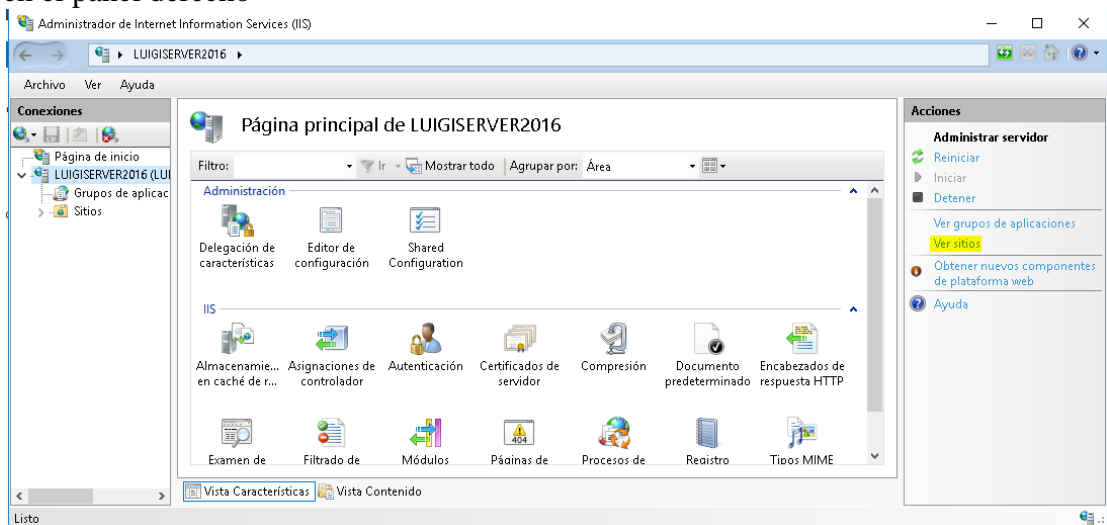 en el panel derecho
Administrador de Internet Information Services (IIS)
LUIGISERVER2016
Archivo Ver Ayuda
Conexiones
Página de inicio
LUIGISERVER2016 (LUI
Grupos de aplicac
Sitios
Página principal de LUIGISERVER2016
Filtro: Ir Mostrar todo Agrupar por: Área
Administración
Delegación de características
Editor de configuración
Shared Configuration
IIS
Almacenamie... en caché de r...
Asignaciones de controlador
Autenticación
Certificados de servidor
Compresión
Documento predeterminado
Encabezados de respuesta HTTP
Examen de
Filtrado de
Módulos
404
Páginas de
Procesos de
Registro
Tipos MIME
Vista Características Vista Contenido
Acciones
Administrar servidor
Reiniciar
Iniciar
Detener
Ver grupos de aplicaciones
Ver sitios
Obtener nuevos componentes
de plataforma web
Ayuda
Listo